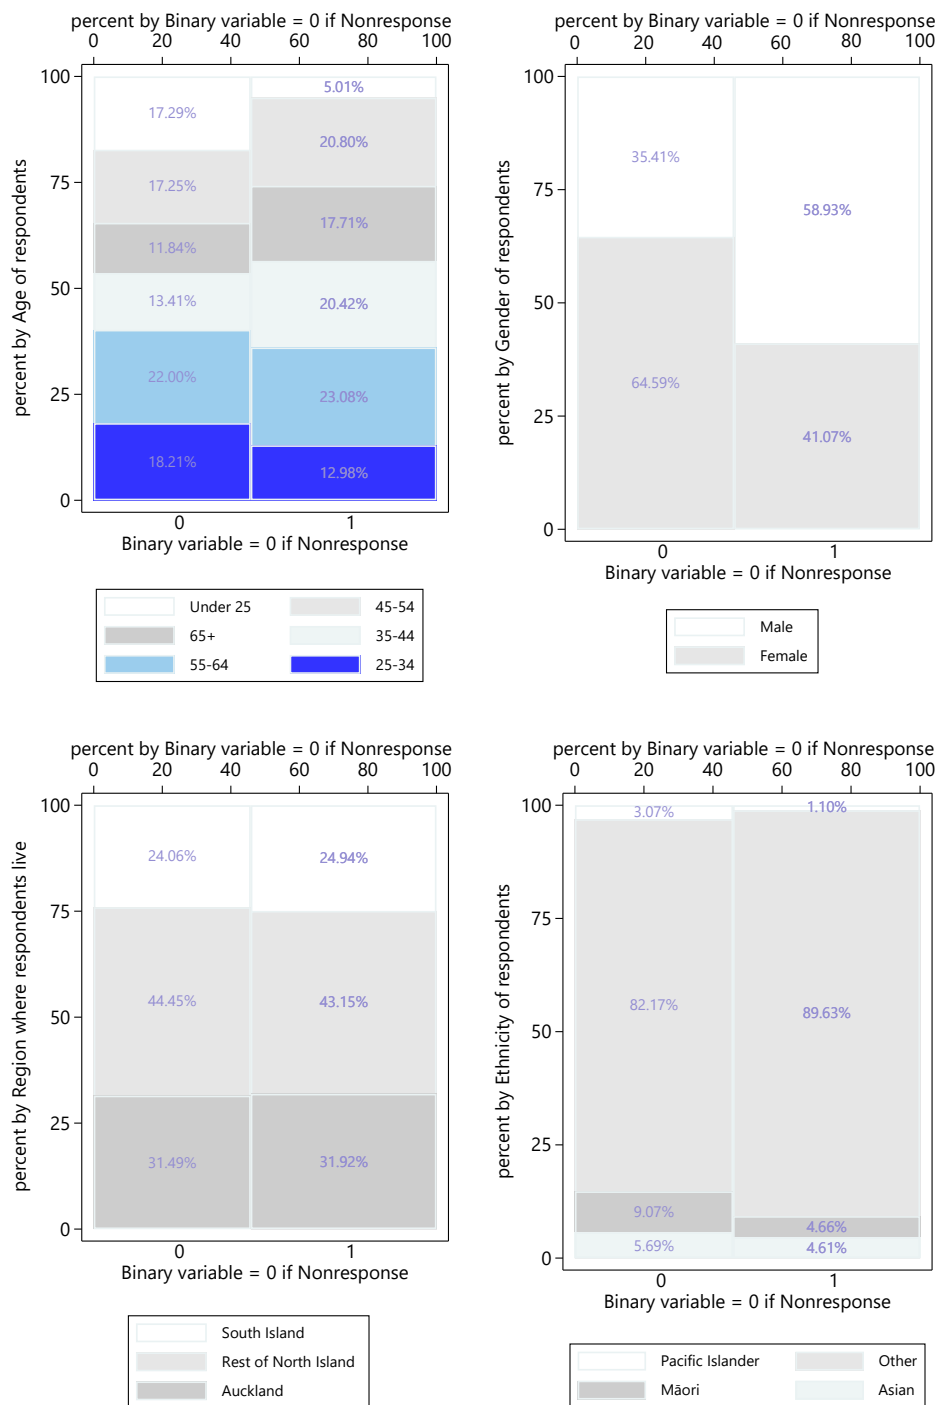 percent by Binary variable = 0 if Nonresponse
0 20 40 60 80 100
percent by Age of respondents
100
75
50
25
0
17.29%
17.25%
11.84%
13.41%
22.00%
18.21%
5.01%
20.80%
17.71%
20.42%
23.08%
12.98%
0 1
Binary variable = 0 if Nonresponse
Under 25 45-54
65+ 35-44
55-64 25-34
percent by Binary variable = 0 if Nonresponse
0 20 40 60 80 100
percent by Gender of respondents
100
75
50
25
0
35.41%
64.59%
58.93%
41.07%
0 1
Binary variable = 0 if Nonresponse
Male
Female
percent by Binary variable = 0 if Nonresponse
0 20 40 60 80 100
percent by Region where respondents live
100
75
50
25
0
24.06%
44.45%
31.49%
24.94%
43.15%
31.92%
0 1
Binary variable = 0 if Nonresponse
South Island
Rest of North Island
Auckland
percent by Binary variable = 0 if Nonresponse
0 20 40 60 80 100
percent by Ethnicity of respondents
100
75
50
25
0
3.07%
82.17%
9.07%
5.69%
1.10%
89.63%
4.66%
4.61%
0 1
Binary variable = 0 if Nonresponse
Pacific Islander Other
Māori Asian